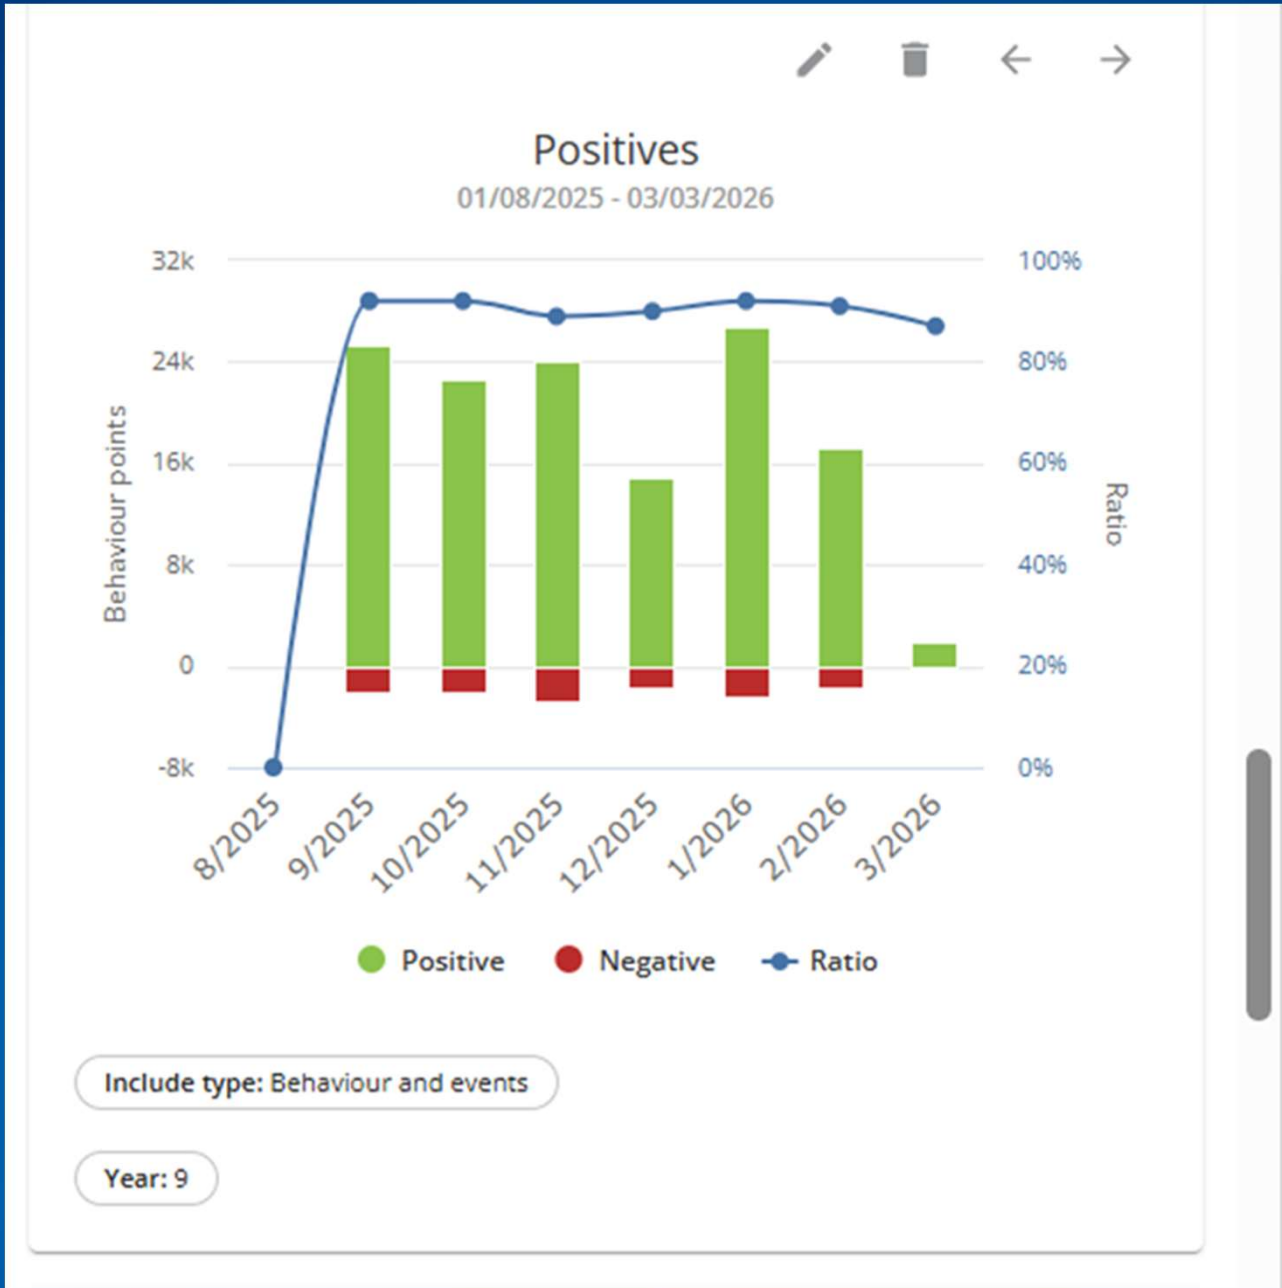 Positives
01/08/2025 - 03/03/2026
32k
24k
16k
8k
0
-8k
Behaviour points
100%
80%
60%
40%
20%
0%
Ratio
8/2025
9/2025
10/2025
11/2025
12/2025
1/2026
2/2026
3/2026
Positive Negative Ratio
Include type: Behaviour and events
Year: 9